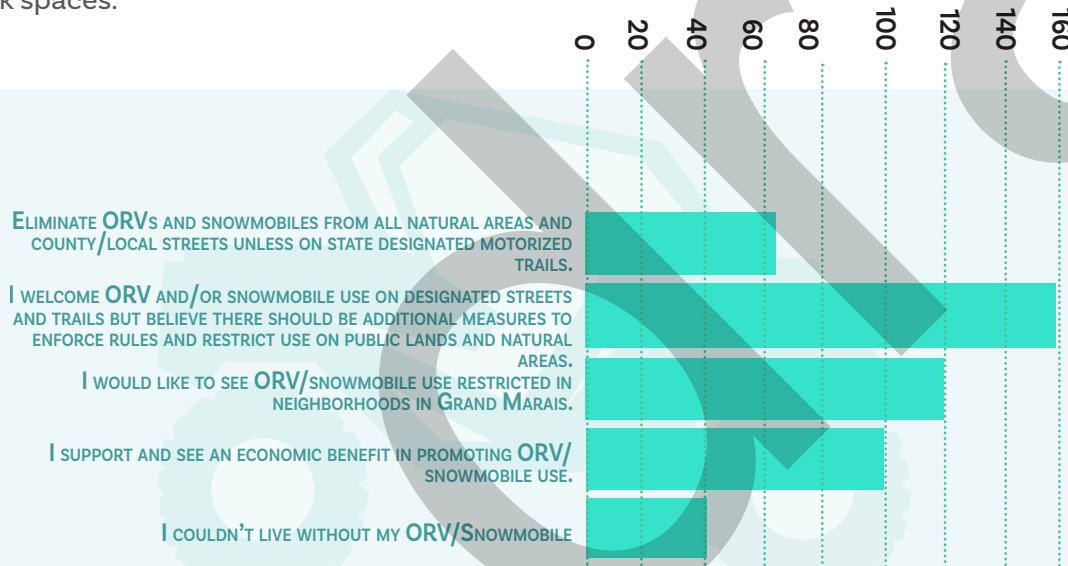 k spaces.
0 20 40 60 80 100 120 140 160
Eliminate ORVs and snowmobiles from all natural areas and
county/local streets unless on state designated motorized
trails.
I welcome ORV and/or snowmobile use on designated streets
and trails but believe there should be additional measures to
enforce rules and restrict use on public lands and natural
areas.
I would like to see ORV/snowmobile use restricted in
neighborhoods in Grand Marais.
I support and see an economic benefit in promoting ORV/
snowmobile use.
I couldn't live without my ORV/Snowmobile